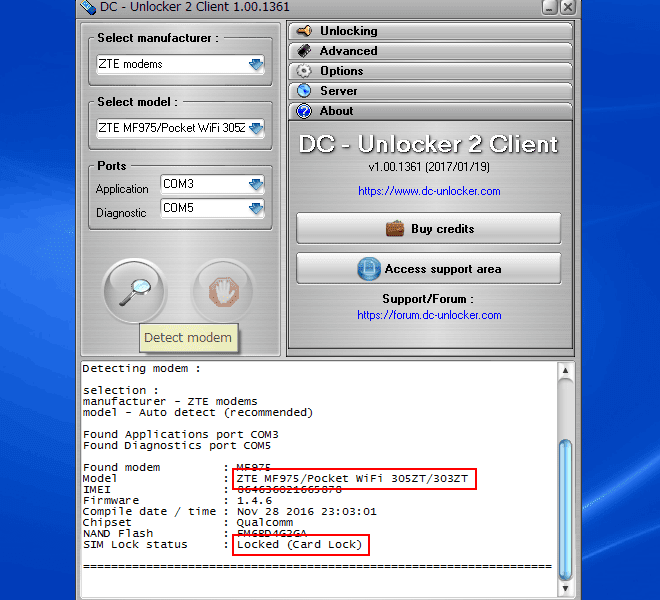 DC - Unlocker 2 Client 1.00.1361
Select manufacturer :
ZTE modems
Select model :
ZTE MF975/Pocket WiFi 305Z
Ports
Application COM3
Diagnostic COM5
Detect modem
Unlocking
Advanced
Options
Server
About
DC - Unlocker 2 Client
v1.00.1361 (2017/01/19)
https://www.dc-unlocker.com
Buy credits
Access support area
Support/Forum :
https://forum.dc-unlocker.com
Detecting modem :
selection :
manufacturer - ZTE modems
model - Auto detect (recommended)
Found Applications port COM3
Found Diagnostics port COM5
Found modem : MF975
Model : ZTE MF975/Pocket WiFi 305ZT/303ZT
IMEI : 864636021665870
Firmware : 1.4.6
Compile date / time : Nov 28 2016 23:03:01
Chipset : Qualcomm
NAND Flash : FM6BD4G2GA
SIM Lock status : Locked (Card Lock)
===================================================================